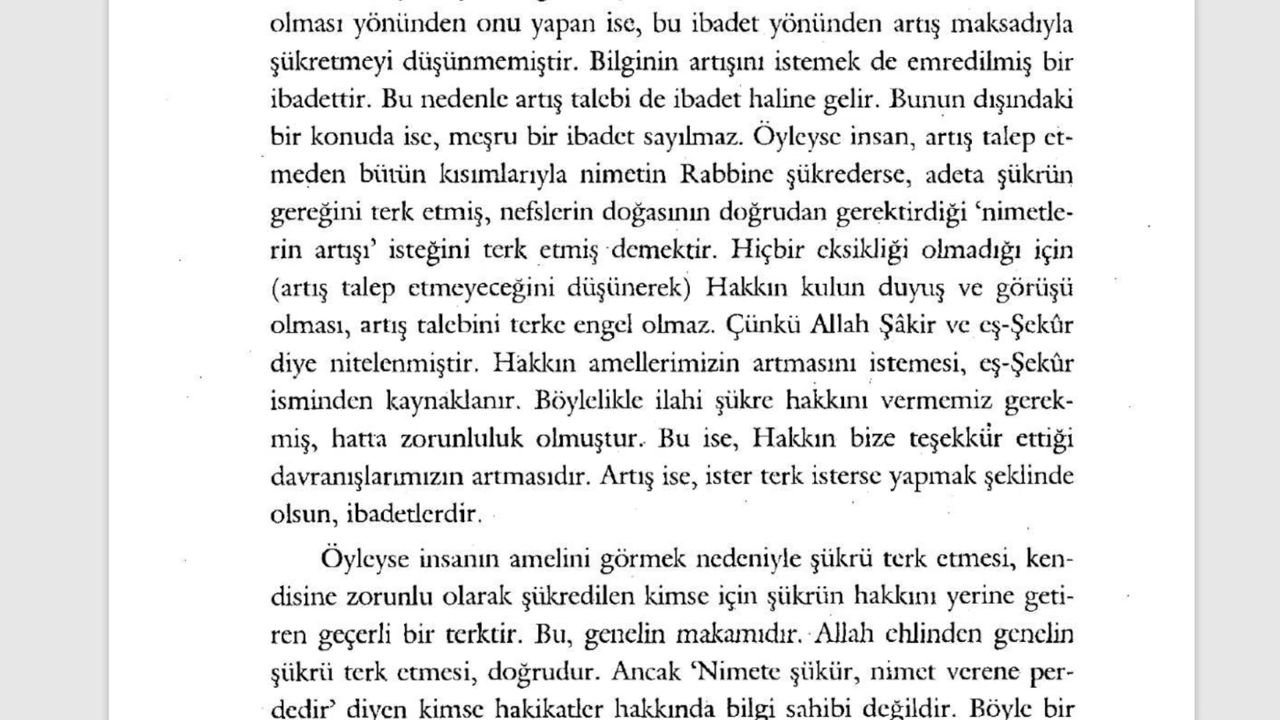 olması yönünden onu yapan ise, bu ibadet yönünden artış maksadıyla
şükretmeyi düşünmemiştir. Bilginin artışını istemek de emredilmiş bir
ibadettir. Bu nedenle artış talebi de ibadet haline gelir. Bunun dışındaki
bir konuda ise, meşru bir ibadet sayılmaz. Öyleyse insan, artış talep et-
meden bütün kısımlarıyla nimetin Rabbine şükrederse, adeta şükrün
gereğini terk etmiş, nefslerin doğasının doğrudan gerektirdiği ‘nimetle-
rin artışı’ isteğini terk etmiş demektir. Hiçbir eksikliği olmadığı için
(artış talep etmeyeceğini düşünerek) Hakkın kulun duyuş ve görüşü
olması, artış talebini terke engel olmaz. Çünkü Allah Şâkir ve eş-Şekûr
diye nitelenmiştir. Hakkın amellerimizin artmasını istemesi, eş-Şekûr
isminden kaynaklanır. Böylelikle ilahi şükre hakkını vermemiz gerek-
miş, hatta zorunluluk olmuştur. Bu ise, Hakkın bize teşekkür ettiği
davranışlarımızın artmasıdır. Artış ise, ister terk isterse yapmak şeklinde
olsun, ibadetlerdir.
Öyleyse insanın amelini görmek nedeniyle şükrü terk etmesi, ken-
disine zorunlu olarak şükredilen kimse için şükrün hakkını yerine geti-
ren geçerli bir terktir. Bu, genelin makamıdır. Allah ehlinden genelin
şükrü terk etmesi, doğrudur. Ancak ‘Nimete şükür, nimet verene per-
dedir’ diyen kimse hakikatler hakkında bilgi sahibi değildir. Böyle bir